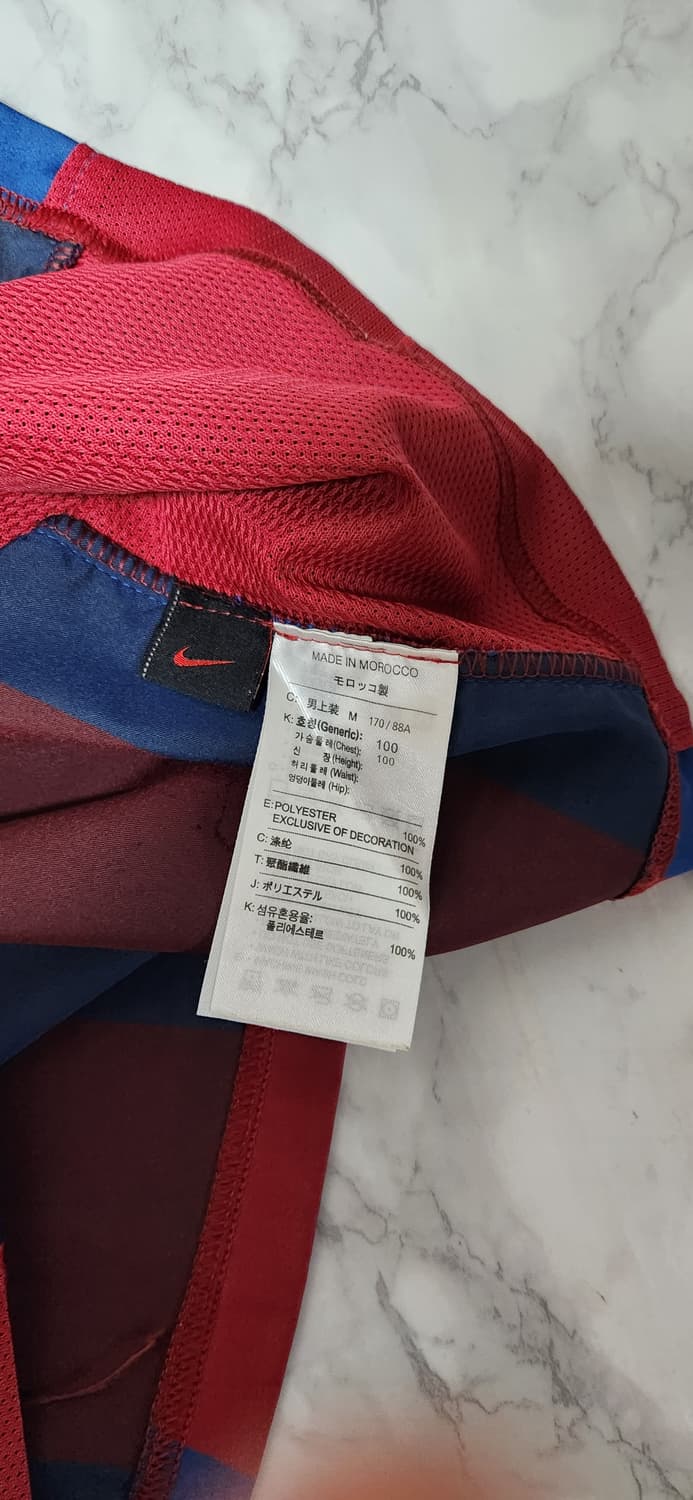 MADE IN MOROCCO
モロッコ製
C: 男上装 M 170/88A
K: 호칭(Generic): 100
가슴둘레(Chest): 100
신 장(Height):
허리둘레(Waist):
엉덩이둘레(Hip):
E:POLYESTER 100%
EXCLUSIVE OF DECORATION
C: 涤纶 100%
T: 聚酯纖維 100%
J: ポリエステル 100%
K: 섬유혼용율:
폴리에스테르 100%